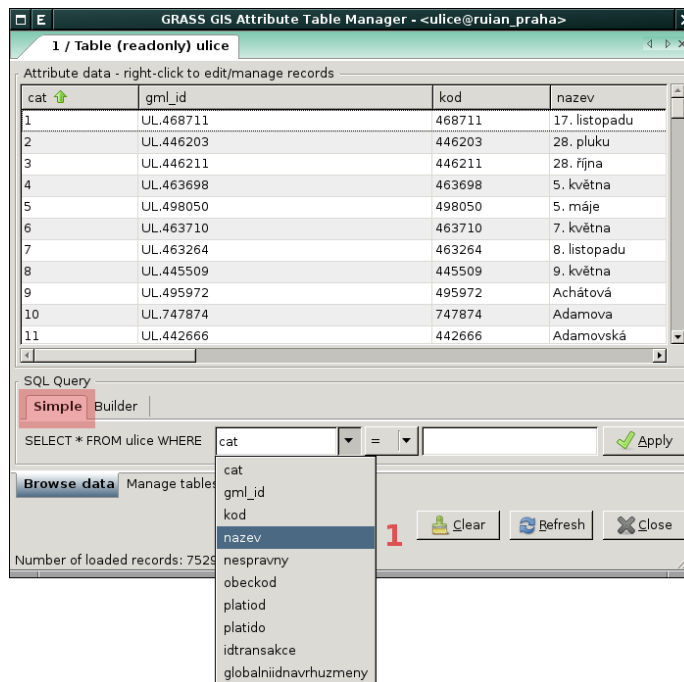 GRASS GIS Attribute Table Manager - <ulice@ruian_praha>
1 / Table (readonly) ulice
Attribute data - right-click to edit/manage records
cat gml_id kod nazev
1 UL.468711 468711 17. listopadu
2 UL.446203 446203 28. pluku
3 UL.446211 446211 28. října
4 UL.463698 463698 5. května
5 UL.498050 498050 5. máje
6 UL.463710 463710 7. května
7 UL.463264 463264 8. listopadu
8 UL.445509 445509 9. května
9 UL.495972 495972 Achátová
10 UL.747874 747874 Adamova
11 UL.442666 442666 Adamovská
SQL Query
Simple Builder
SELECT * FROM ulice WHERE cat = Apply
Browse data Manage tables
cat
gml_id
kod
nazev
nespravny
obeckod
platiod
platido
idtransakce
globalniidnavrhuzmeny
1
Clear Refresh Close
Number of loaded records: 7529